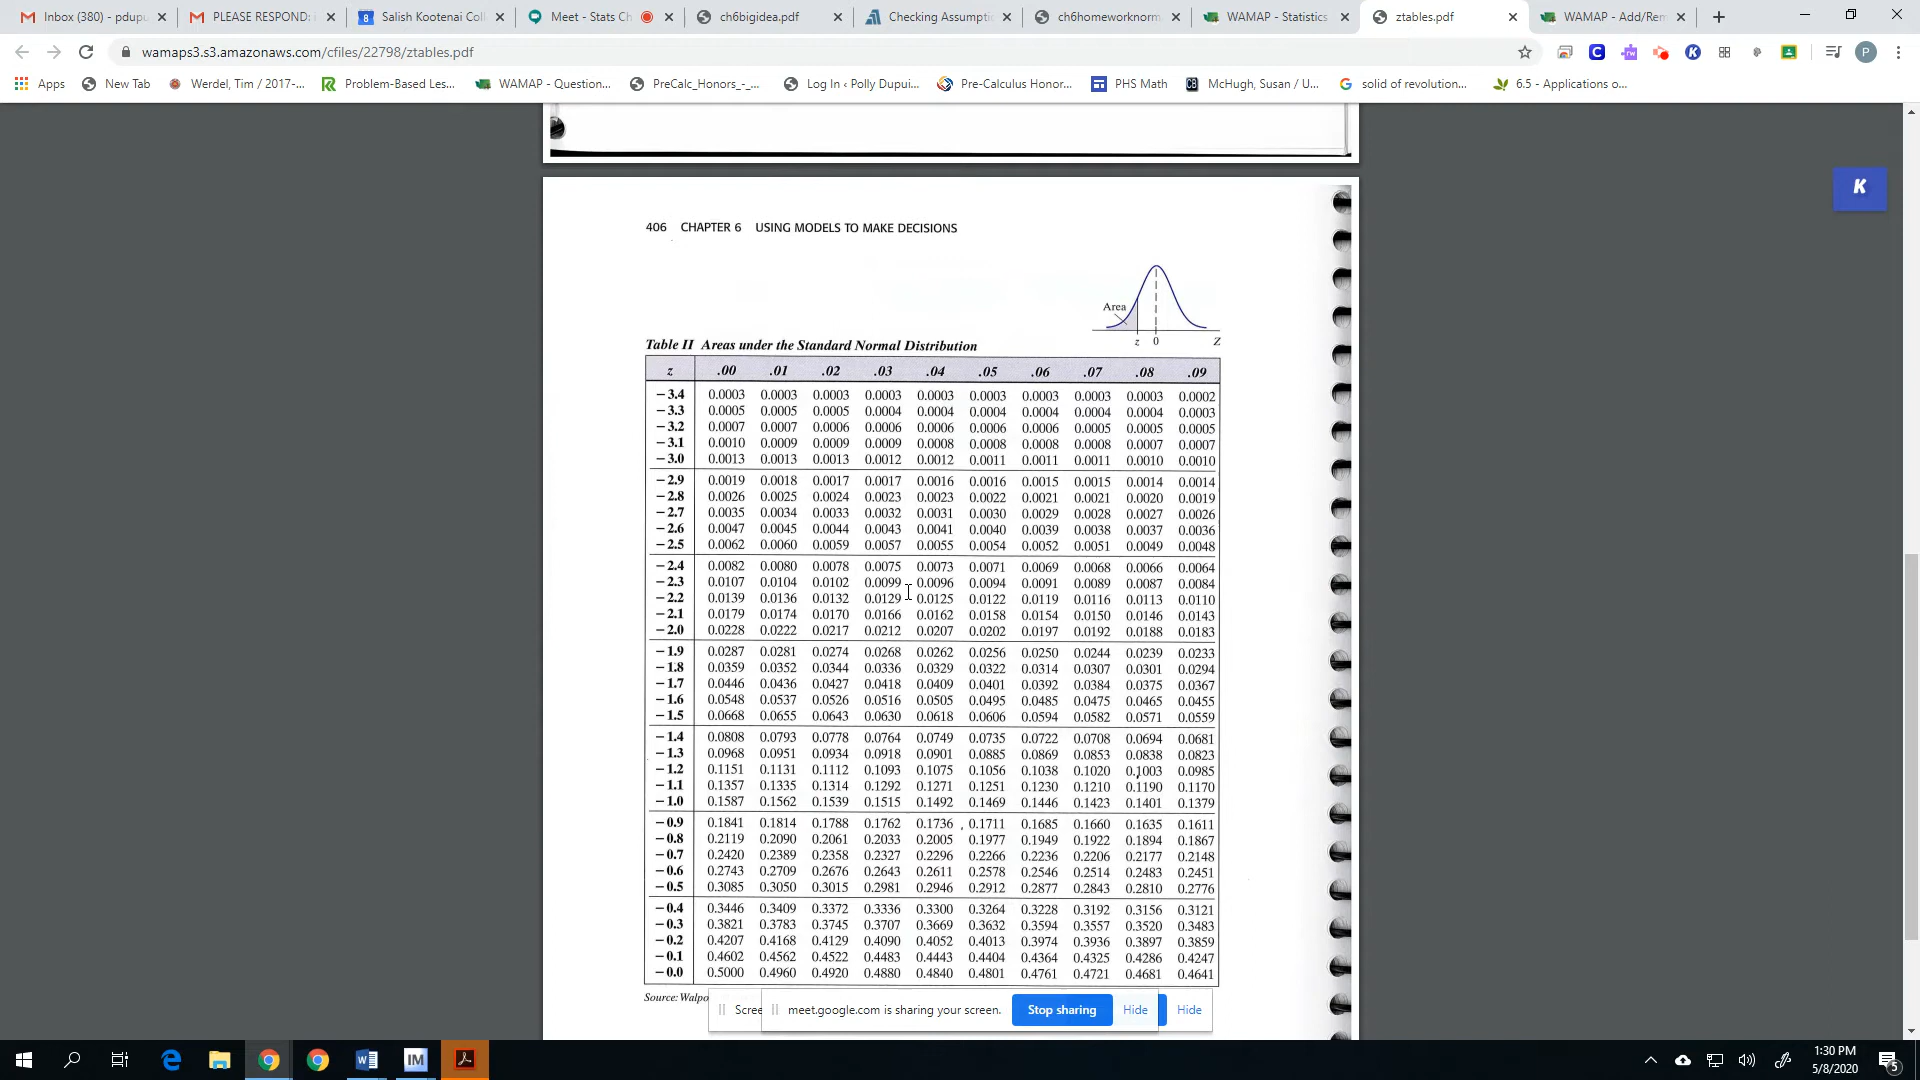 Inbox (380) - pdupu
PLEASE RESPOND: i
Salish Kootenai Coll
Meet - Stats Ch
ch6bigidea.pdf
Checking Assumptio
ch6homeworknorm
WAMAP - Statistics
ztables.pdf
WAMAP - Add/Rem
wamaps3.s3.amazonaws.com/cfiles/22798/ztables.pdf
Apps
New Tab
Werdel, Tim / 2017-...
Problem-Based Les...
WAMAP - Question...
PreCalc_Honors_-_-...
Log In ‹ Polly Dupui...
Pre-Calculus Honor...
PHS Math
McHugh, Susan / U...
solid of revolution...
6.5 - Applications o...
K
406 CHAPTER 6 USING MODELS TO MAKE DECISIONS
Area
z 0 Z
Table II Areas under the Standard Normal Distribution
z .00 .01 .02 .03 .04 .05 .06 .07 .08 .09
−3.4 0.0003 0.0003 0.0003 0.0003 0.0003 0.0003 0.0003 0.0003 0.0003 0.0002
−3.3 0.0005 0.0005 0.0005 0.0004 0.0004 0.0004 0.0004 0.0004 0.0004 0.0003
−3.2 0.0007 0.0007 0.0006 0.0006 0.0006 0.0006 0.0006 0.0005 0.0005 0.0005
−3.1 0.0010 0.0009 0.0009 0.0009 0.0008 0.0008 0.0008 0.0008 0.0007 0.0007
−3.0 0.0013 0.0013 0.0013 0.0012 0.0012 0.0011 0.0011 0.0011 0.0010 0.0010
−2.9 0.0019 0.0018 0.0017 0.0017 0.0016 0.0016 0.0015 0.0015 0.0014 0.0014
−2.8 0.0026 0.0025 0.0024 0.0023 0.0023 0.0022 0.0021 0.0021 0.0020 0.0019
−2.7 0.0035 0.0034 0.0033 0.0032 0.0031 0.0030 0.0029 0.0028 0.0027 0.0026
−2.6 0.0047 0.0045 0.0044 0.0043 0.0041 0.0040 0.0039 0.0038 0.0037 0.0036
−2.5 0.0062 0.0060 0.0059 0.0057 0.0055 0.0054 0.0052 0.0051 0.0049 0.0048
−2.4 0.0082 0.0080 0.0078 0.0075 0.0073 0.0071 0.0069 0.0068 0.0066 0.0064
−2.3 0.0107 0.0104 0.0102 0.0099 0.0096 0.0094 0.0091 0.0089 0.0087 0.0084
−2.2 0.0139 0.0136 0.0132 0.0129 0.0125 0.0122 0.0119 0.0116 0.0113 0.0110
−2.1 0.0179 0.0174 0.0170 0.0166 0.0162 0.0158 0.0154 0.0150 0.0146 0.0143
−2.0 0.0228 0.0222 0.0217 0.0212 0.0207 0.0202 0.0197 0.0192 0.0188 0.0183
−1.9 0.0287 0.0281 0.0274 0.0268 0.0262 0.0256 0.0250 0.0244 0.0239 0.0233
−1.8 0.0359 0.0352 0.0344 0.0336 0.0329 0.0322 0.0314 0.0307 0.0301 0.0294
−1.7 0.0446 0.0436 0.0427 0.0418 0.0409 0.0401 0.0392 0.0384 0.0375 0.0367
−1.6 0.0548 0.0537 0.0526 0.0516 0.0505 0.0495 0.0485 0.0475 0.0465 0.0455
−1.5 0.0668 0.0655 0.0643 0.0630 0.0618 0.0606 0.0594 0.0582 0.0571 0.0559
−1.4 0.0808 0.0793 0.0778 0.0764 0.0749 0.0735 0.0722 0.0708 0.0694 0.0681
−1.3 0.0968 0.0951 0.0934 0.0918 0.0901 0.0885 0.0869 0.0853 0.0838 0.0823
−1.2 0.1151 0.1131 0.1112 0.1093 0.1075 0.1056 0.1038 0.1020 0.1003 0.0985
−1.1 0.1357 0.1335 0.1314 0.1292 0.1271 0.1251 0.1230 0.1210 0.1190 0.1170
−1.0 0.1587 0.1562 0.1539 0.1515 0.1492 0.1469 0.1446 0.1423 0.1401 0.1379
−0.9 0.1841 0.1814 0.1788 0.1762 0.1736 0.1711 0.1685 0.1660 0.1635 0.1611
−0.8 0.2119 0.2090 0.2061 0.2033 0.2005 0.1977 0.1949 0.1922 0.1894 0.1867
−0.7 0.2420 0.2389 0.2358 0.2327 0.2296 0.2266 0.2236 0.2206 0.2177 0.2148
−0.6 0.2743 0.2709 0.2676 0.2643 0.2611 0.2578 0.2546 0.2514 0.2483 0.2451
−0.5 0.3085 0.3050 0.3015 0.2981 0.2946 0.2912 0.2877 0.2843 0.2810 0.2776
−0.4 0.3446 0.3409 0.3372 0.3336 0.3300 0.3264 0.3228 0.3192 0.3156 0.3121
−0.3 0.3821 0.3783 0.3745 0.3707 0.3669 0.3632 0.3594 0.3557 0.3520 0.3483
−0.2 0.4207 0.4168 0.4129 0.4090 0.4052 0.4013 0.3974 0.3936 0.3897 0.3859
−0.1 0.4602 0.4562 0.4522 0.4483 0.4443 0.4404 0.4364 0.4325 0.4286 0.4247
−0.0 0.5000 0.4960 0.4920 0.4880 0.4840 0.4801 0.4761 0.4721 0.4681 0.4641
Source: Walpo
Scree
meet.google.com is sharing your screen.
Stop sharing
Hide
Hide
1:30 PM
5/8/2020
5